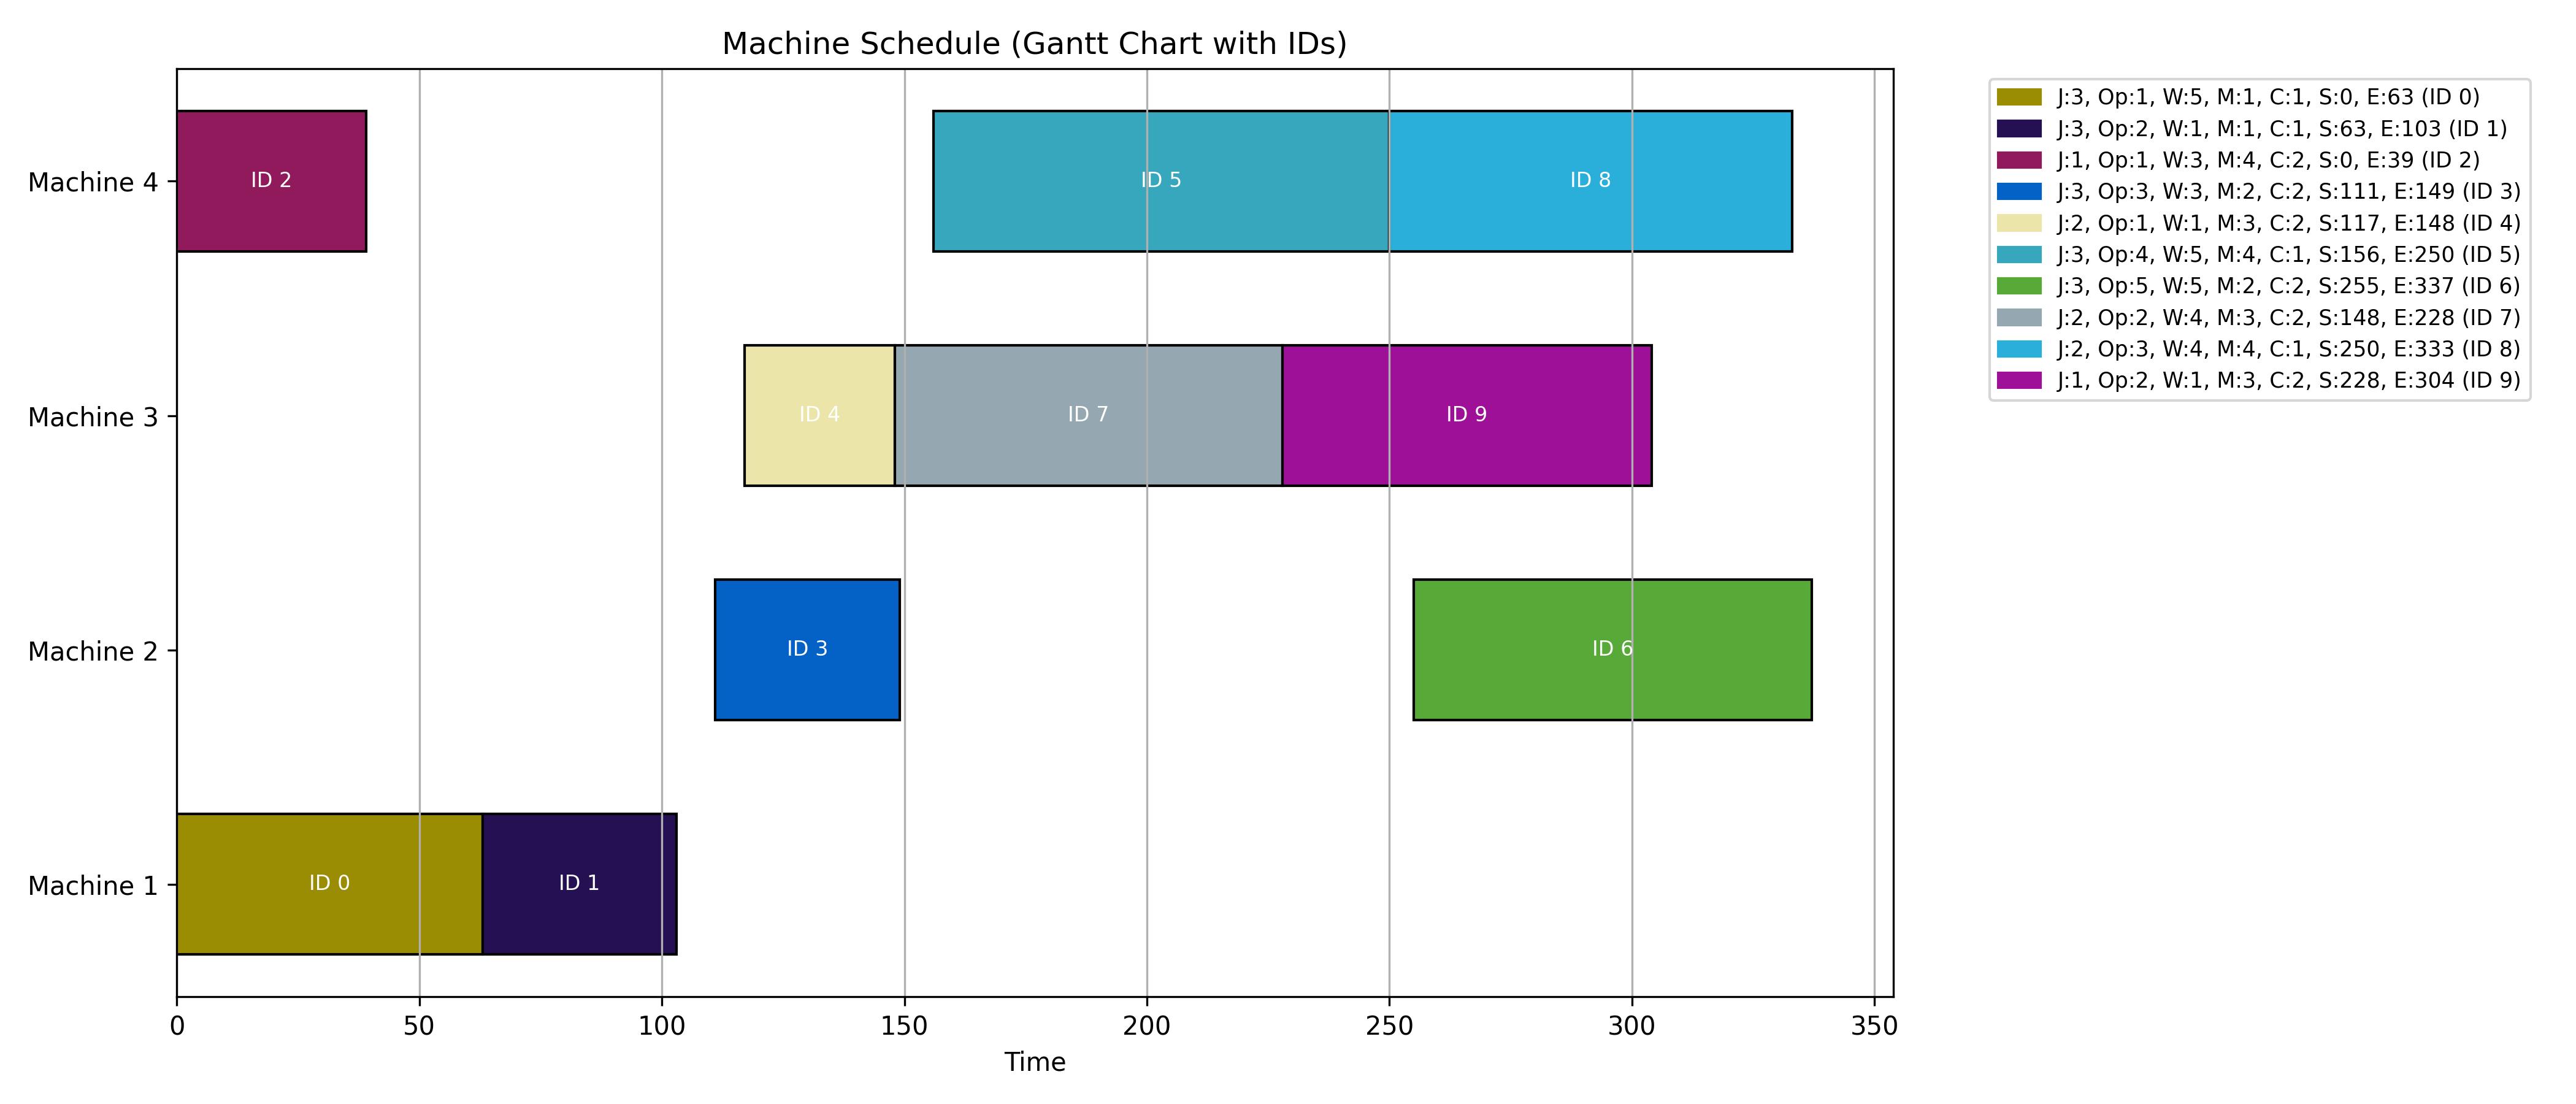 Machine Schedule (Gantt Chart with IDs)
Machine 4
Machine 3
Machine 2
Machine 1
ID 2
ID 5
ID 8
ID 4
ID 7
ID 9
ID 3
ID 6
ID 0
ID 1
0 50 100 150 200 250 300 350
Time
J:3, Op:1, W:5, M:1, C:1, S:0, E:63 (ID 0)
J:3, Op:2, W:1, M:1, C:1, S:63, E:103 (ID 1)
J:1, Op:1, W:3, M:4, C:2, S:0, E:39 (ID 2)
J:3, Op:3, W:3, M:2, C:2, S:111, E:149 (ID 3)
J:2, Op:1, W:1, M:3, C:2, S:117, E:148 (ID 4)
J:3, Op:4, W:5, M:4, C:1, S:156, E:250 (ID 5)
J:3, Op:5, W:5, M:2, C:2, S:255, E:337 (ID 6)
J:2, Op:2, W:4, M:3, C:2, S:148, E:228 (ID 7)
J:2, Op:3, W:4, M:4, C:1, S:250, E:333 (ID 8)
J:1, Op:2, W:1, M:3, C:2, S:228, E:304 (ID 9)